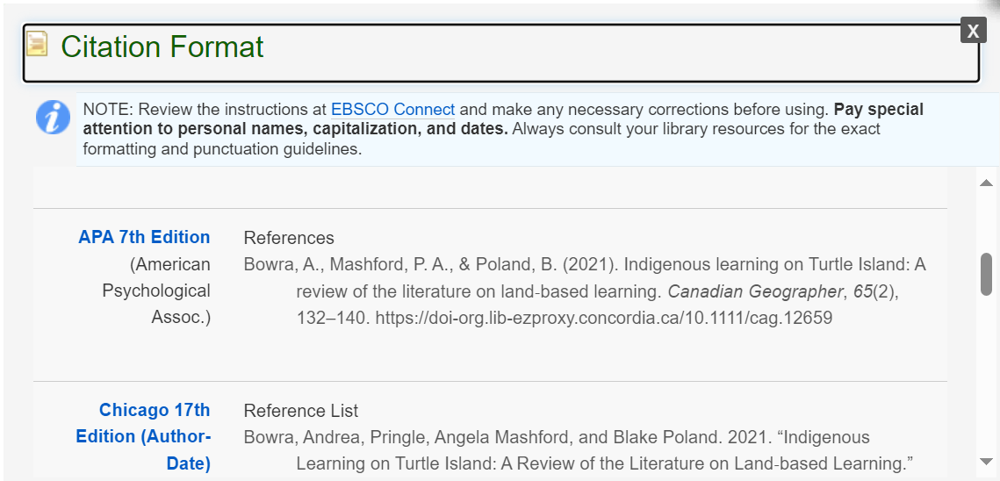 Citation Format
X
NOTE: Review the instructions at EBSCO Connect and make any necessary corrections before using. Pay special
attention to personal names, capitalization, and dates. Always consult your library resources for the exact
formatting and punctuation guidelines.
APA 7th Edition
(American
Psychological
Assoc.)
References
Bowra, A., Mashford, P. A., & Poland, B. (2021). Indigenous learning on Turtle Island: A
review of the literature on land-based learning. Canadian Geographer, 65(2),
132–140. https://doi-org.lib-ezproxy.concordia.ca/10.1111/cag.12659
Chicago 17th
Edition (Author-
Date)
Reference List
Bowra, Andrea, Pringle, Angela Mashford, and Blake Poland. 2021. “Indigenous
Learning on Turtle Island: A Review of the Literature on Land-based Learning.”